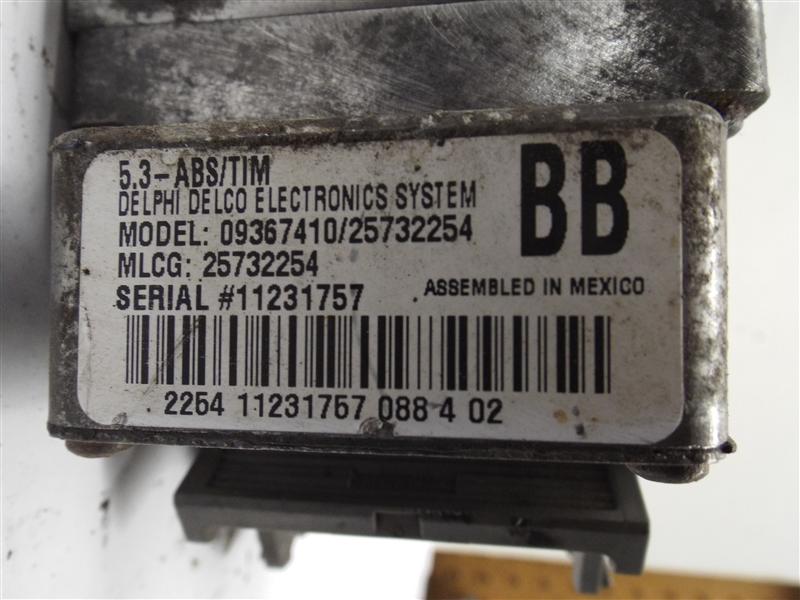 5.3-ABS/TIM
DELPHI DELCO ELECTRONICS SYSTEM
BB
MODEL: 09367410/25732254
MLCG: 25732254
SERIAL #11231757
ASSEMBLED IN MEXICO
2254 11231757 088 4 02